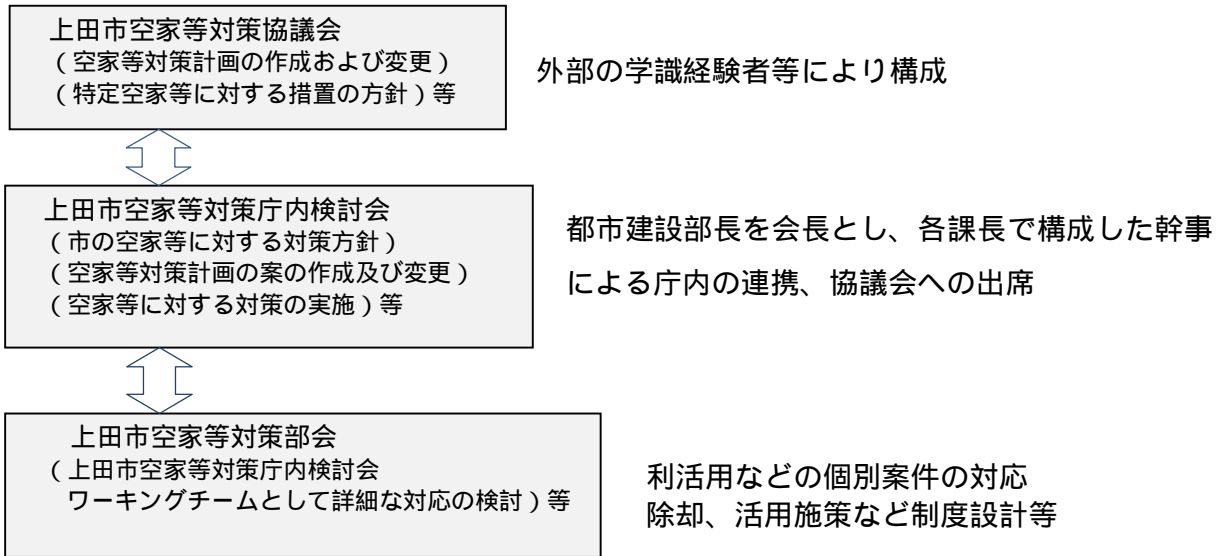 上田市空家等対策協議会
（空家等対策計画の作成および変更）
（特定空家等に対する措置の方針）等
外部の学識経験者等により構成
上田市空家等対策庁内検討会
（市の空家等に対する対策方針）
（空家等対策計画の案の作成及び変更）
（空家等に対する対策の実施）等
都市建設部長を会長とし、各課長で構成した幹事
による庁内の連携、協議会への出席
上田市空家等対策部会
（上田市空家等対策庁内検討会
ワーキングチームとして詳細な対応の検討）等
利活用などの個別案件の対応
除却、活用施策など制度設計等